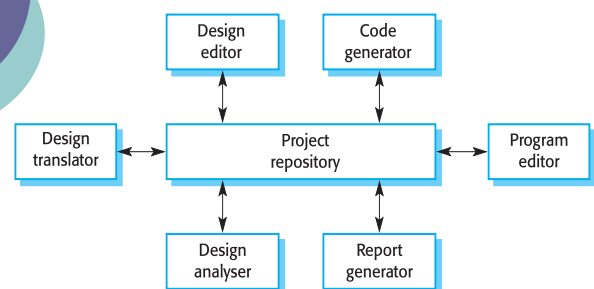 Design
editor
Code
generator
Design
translator
Project
repository
Program
editor
Design
analyser
Report
generator